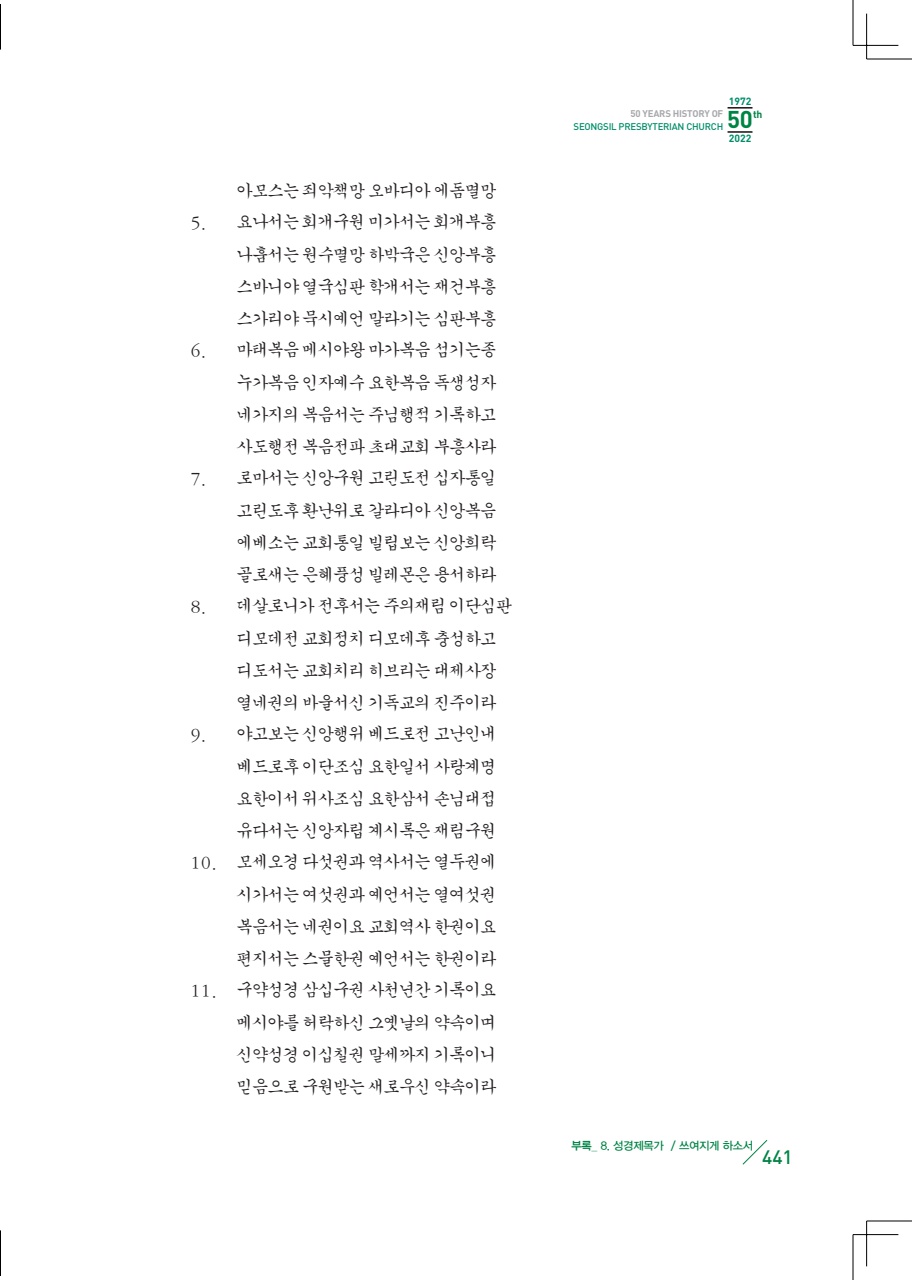 1972
50 YEARS HISTORY OF
SEONGSIL PRESBYTERIAN CHURCH
50th
2022
아모스는 죄악책망 오바디아 에돔멸망
5. 요나서는 회개구원 미가서는 회개부흥
나훔서는 원수멸망 하박국은 신앙부흥
스바니야 열국심판 학개서는 재건부흥
스가리야 묵시예언 말라기는 심판부흥
6. 마태복음 메시야왕 마가복음 섬기는종
누가복음 인자예수 요한복음 독생성자
네가지의 복음서는 주님행적 기록하고
사도행전 복음전파 초대교회 부흥사라
7. 로마서는 신앙구원 고린도전 십자통일
고린도후 환난위로 갈라디아 신앙복음
에베소는 교회통일 빌립보는 신앙희락
골로새는 은혜풍성 빌레몬은 용서하라
8. 데살로니가 전후서는 주의재림 이단심판
디모데전 교회정치 디모데후 충성하고
디도서는 교회치리 히브리는 대제사장
열네권의 바울서신 기독교의 진주이라
9. 야고보는 신앙행위 베드로전 고난인내
베드로후 이단조심 요한일서 사랑계명
요한이서 위사조심 요한삼서 손님대접
유다서는 신앙자립 계시록은 재림구원
10. 모세오경 다섯권과 역사서는 열두권에
시가서는 여섯권과 예언서는 열여섯권
복음서는 네권이요 교회역사 한권이요
편지서는 스물한권 예언서는 한권이라
11. 구약성경 삼십구권 사천년간 기록이요
메시야를 허락하신 그옛날의 약속이며
신약성경 이십칠권 말세까지 기록이니
믿음으로 구원받는 새로우신 약속이라
부록_ 8. 성경제목가 / 쓰여지게 하소서
441